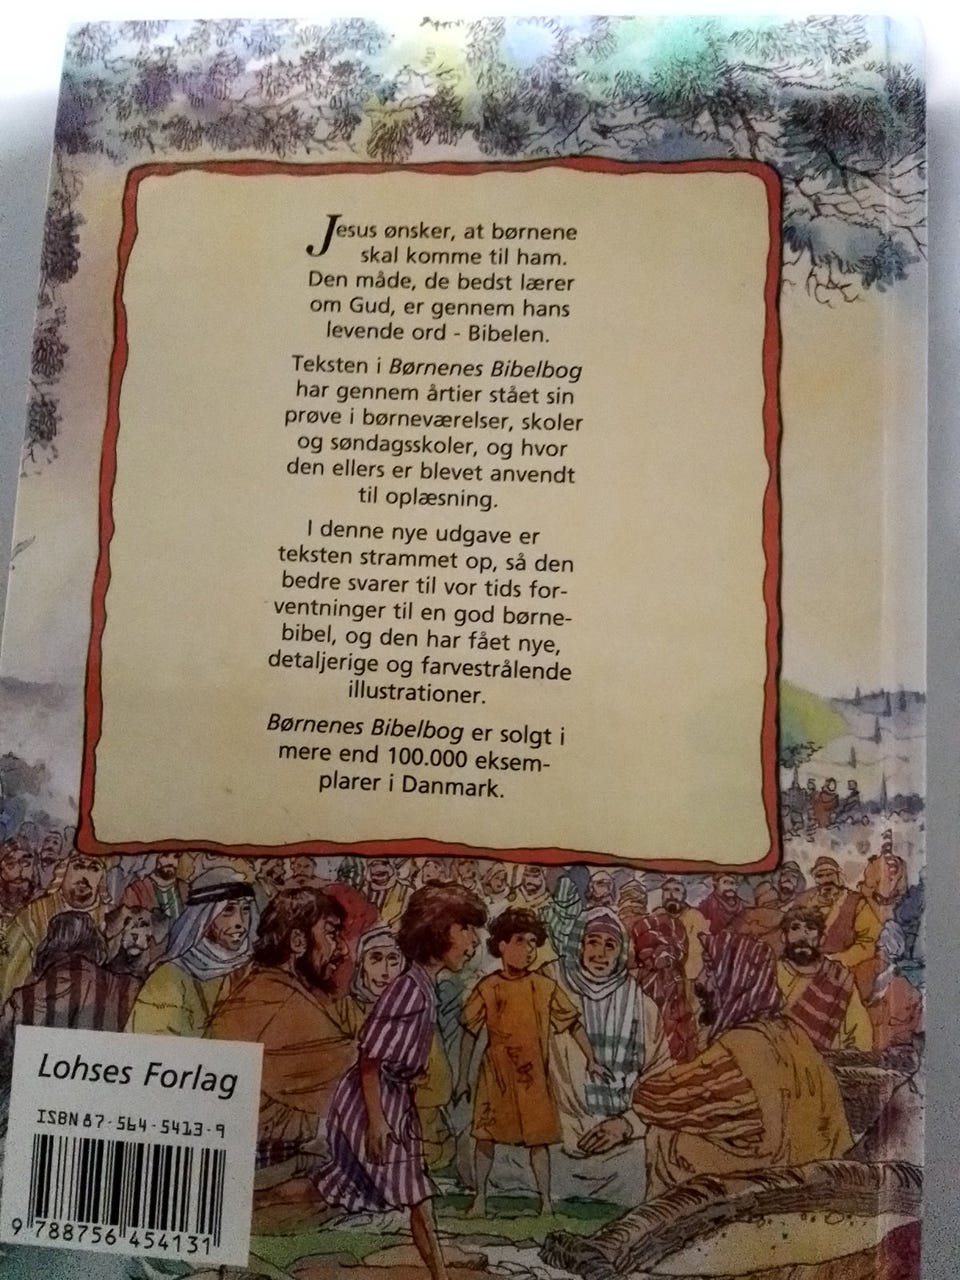 Jesus ønsker, at børnene
skal komme til ham.
Den måde, de bedst lærer
om Gud, er gennem hans
levende ord - Bibelen.
Teksten i Børnenes Bibelbog
har gennem årtier stået sin
prøve i børneværelser, skoler
og søndagsskoler, og hvor
den ellers er blevet anvendt
til oplæsning.
I denne nye udgave er
teksten strammet op, så den
bedre svarer til vor tids for-
ventninger til en god børne-
bibel, og den har fået nye,
detaljerige og farvestrålende
illustrationer.
Børnenes Bibelbog er solgt i
mere end 100.000 eksem-
plarer i Danmark.
Lohses Forlag
ISBN 87-564-5413-9
9 788756 454131